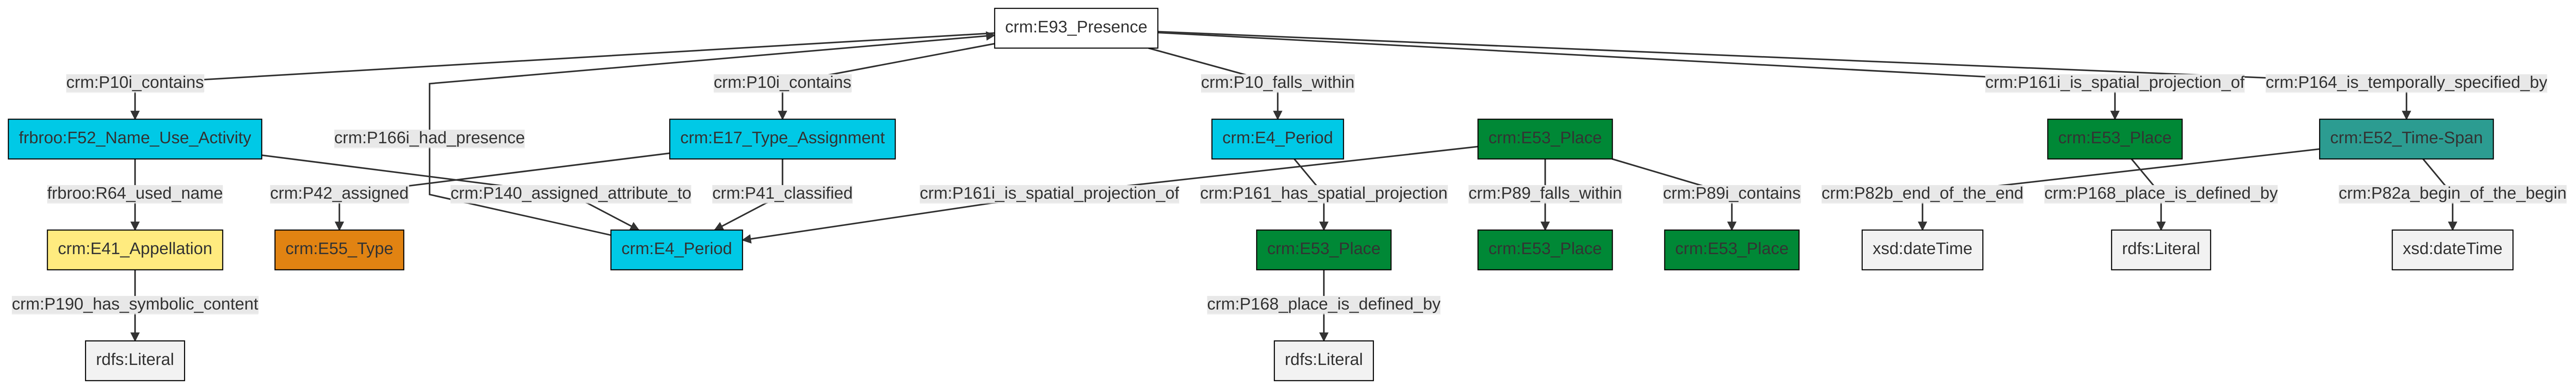 crm:E93_Presence
crm:P10i_contains
crm:P10i_contains
crm:P10_falls_within
crm:P161i_is_spatial_projection_of
crm:P164_is_temporally_specified_by
crm:P166i_had_presence
frbroo:F52_Name_Use_Activity
crm:E17_Type_Assignment
crm:E4_Period
crm:E53_Place
crm:E53_Place
crm:E52_Time-Span
frbroo:R64_used_name
crm:P42_assigned
crm:P140_assigned_attribute_to
crm:P41_classified
crm:P161i_is_spatial_projection_of
crm:P161_has_spatial_projection
crm:P89_falls_within
crm:P89i_contains
crm:P82b_end_of_the_end
crm:P168_place_is_defined_by
crm:P82a_begin_of_the_begin
crm:E41_Appellation
crm:E55_Type
crm:E4_Period
crm:E53_Place
crm:E53_Place
crm:E53_Place
xsd:dateTime
rdfs:Literal
xsd:dateTime
crm:P190_has_symbolic_content
crm:P168_place_is_defined_by
rdfs:Literal
rdfs:Literal